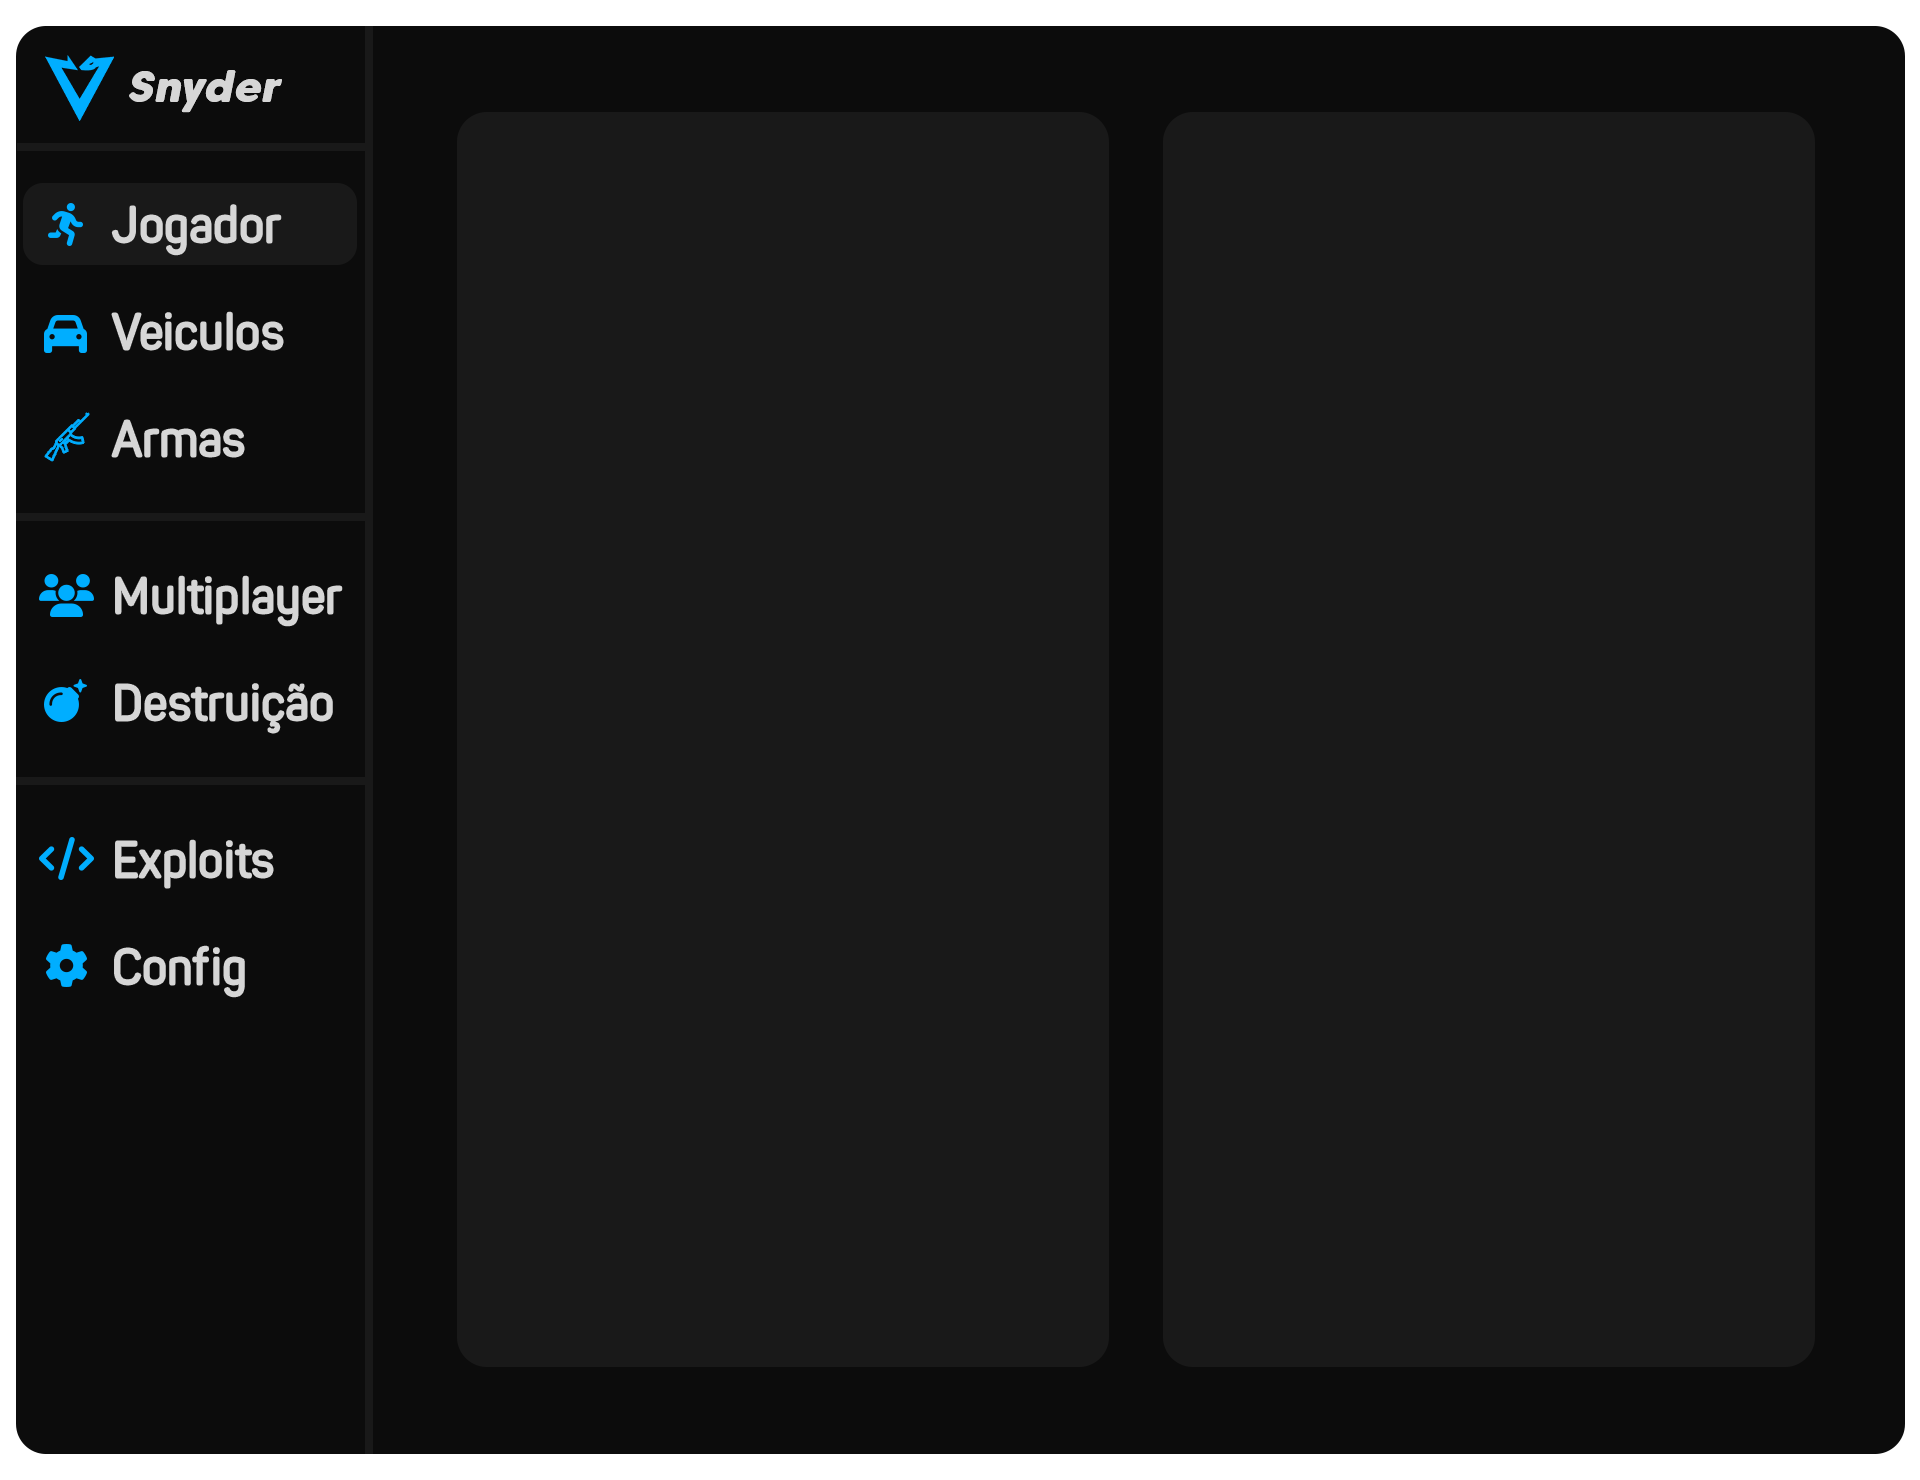 Snyder
Jogador
Veiculos
Armas
Multiplayer
Destruição
Exploits
Config